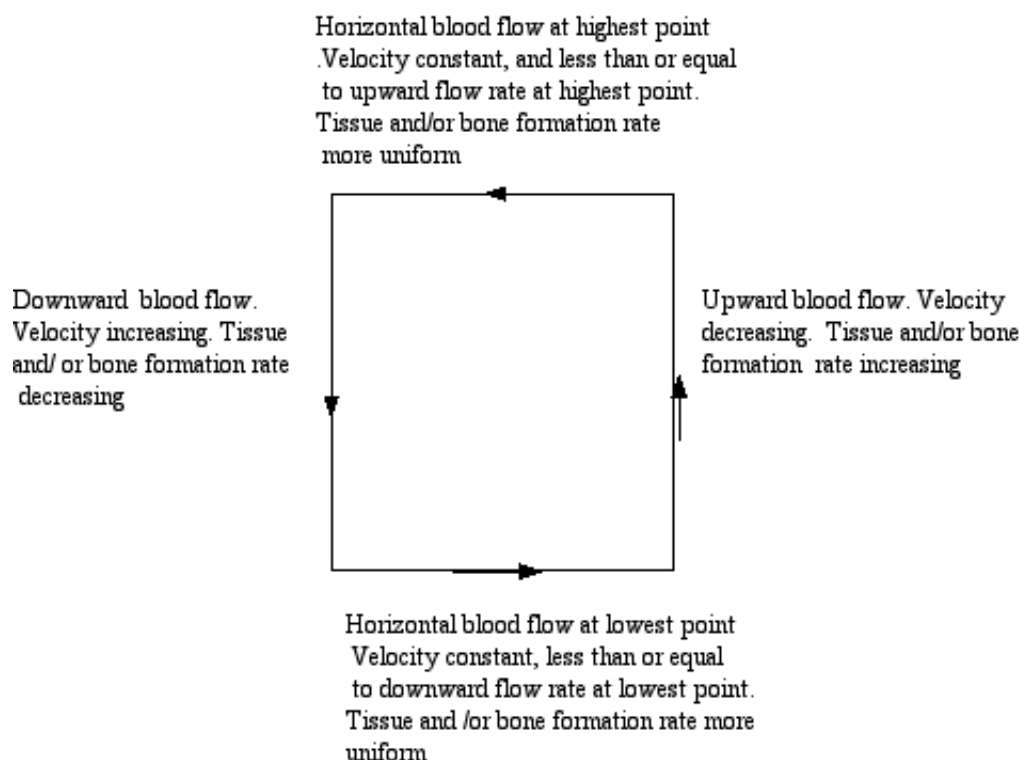 Horizontal blood flow at highest point
.Velocity constant, and less than or equal
to upward flow rate at highest point.
Tissue and/or bone formation rate
more uniform
Downward blood flow.
Velocity increasing. Tissue
and/ or bone formation rate
decreasing
Upward blood flow. Velocity
decreasing. Tissue and/or bone
formation rate increasing
Horizontal blood flow at lowest point
Velocity constant, less than or equal
to downward flow rate at lowest point.
Tissue and /or bone formation rate more
uniform